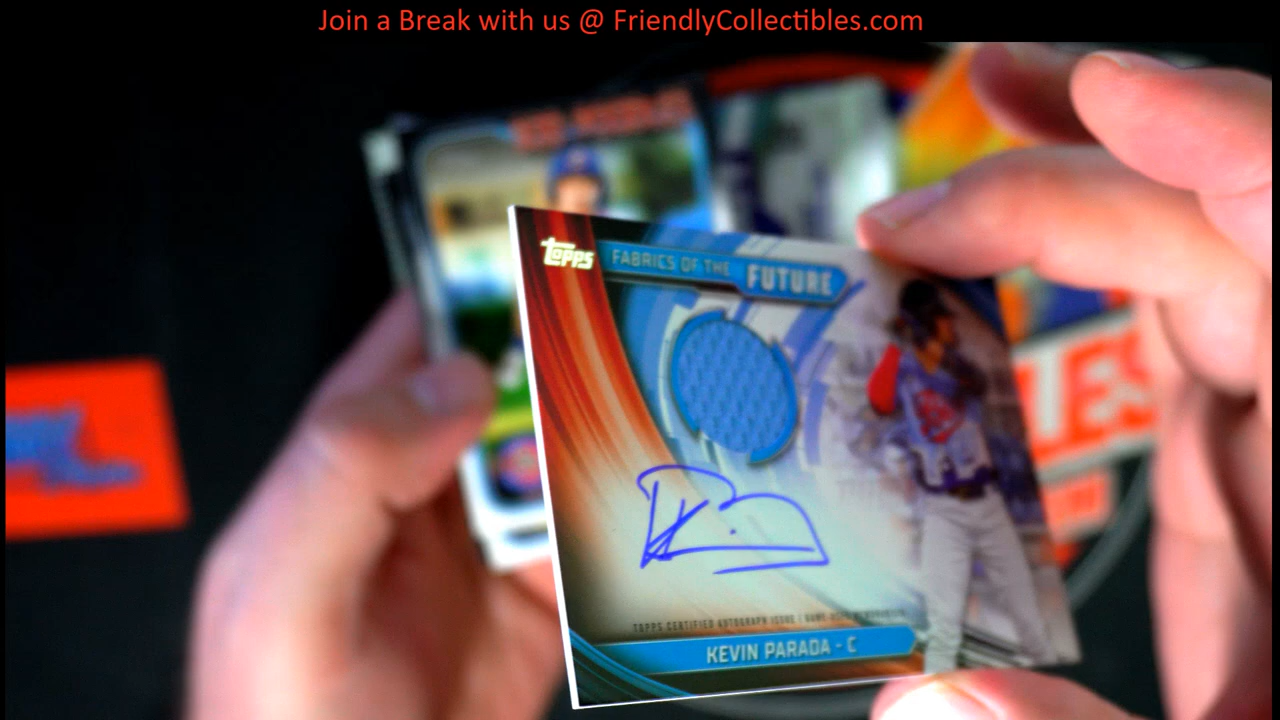 Join a Break with us @ FriendlyCollectibles.com
Topps
FABRICS OF THE FUTURE
TOPPS CERTIFIED AUTOGRAPH ISSUE | GAME-USED MEMORABILIA
KEVIN PARADA - C